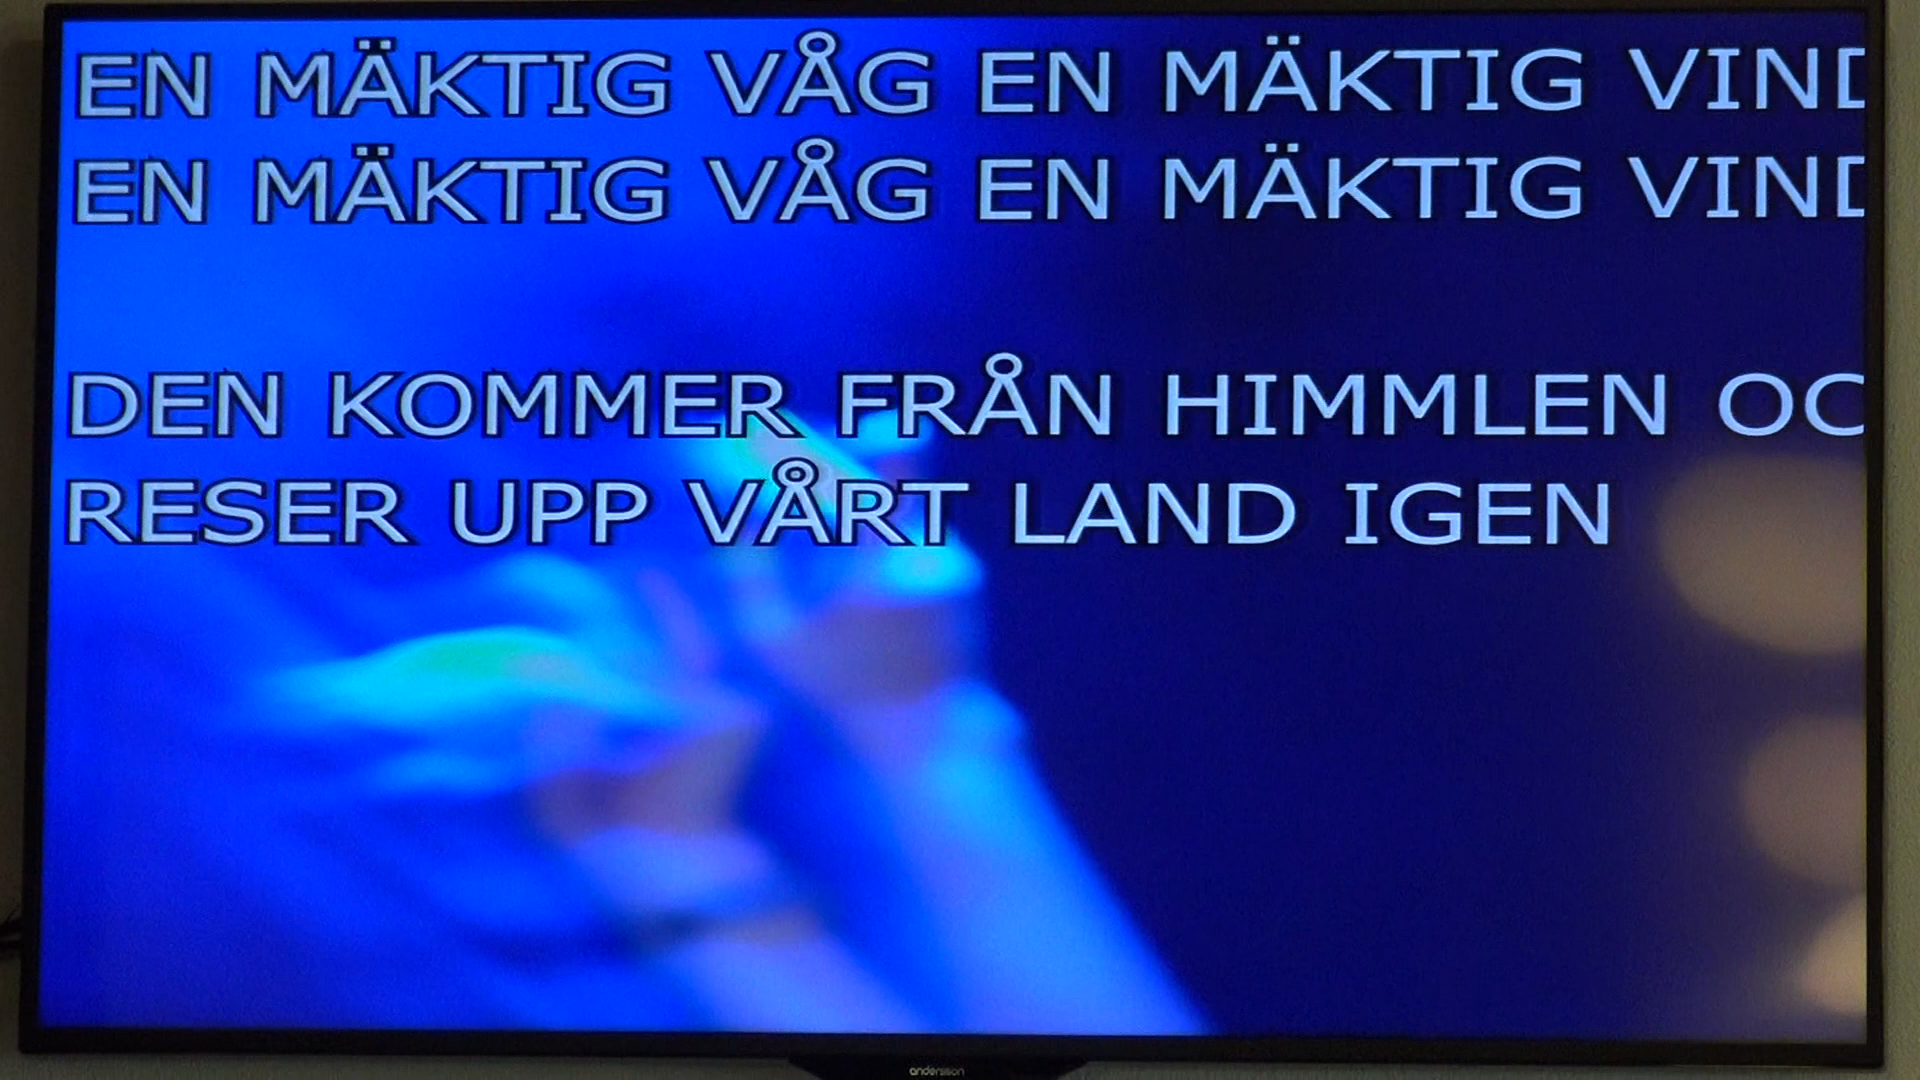 EN MÄKTIG VÅG EN MÄKTIG VIND
EN MÄKTIG VÅG EN MÄKTIG VIND
DEN KOMMER FRÅN HIMMLEN OC
RESER UPP VÅRT LAND IGEN
andersson